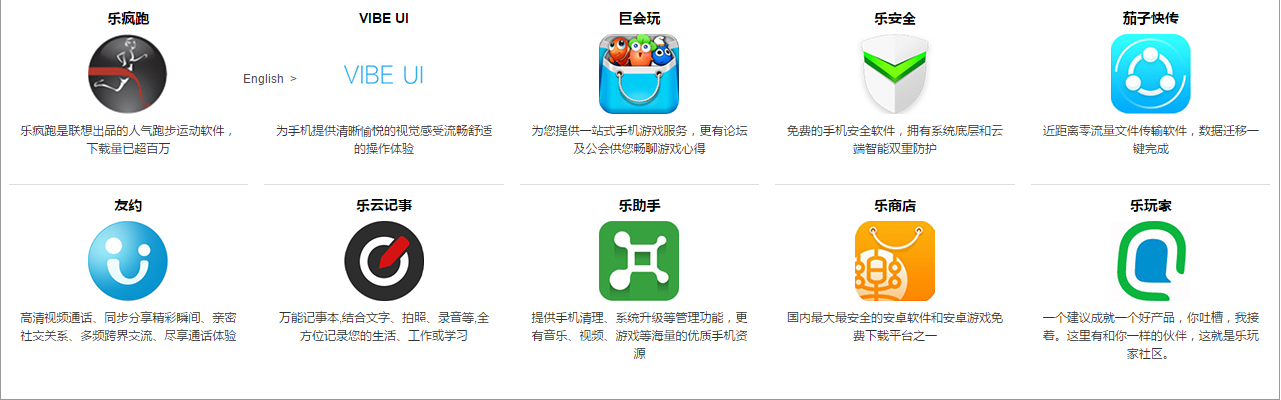 乐疯跑
VIBE UI
巨会玩
乐安全
茄子快传
English >
VIBE UI
乐疯跑是联想出品的人气跑步运动软件，
下载量已超百万
为手机提供清晰愉悦的视觉感受流畅舒适
的操作体验
为您提供一站式手机游戏服务，更有论坛
及公会供您畅聊游戏心得
免费的手机安全软件，拥有系统底层和云
端智能双重防护
近距离零流量文件传输软件，数据迁移一
键完成
友约
乐云记事
乐助手
乐商店
乐玩家
樂
高清视频通话、同步分享精彩瞬间、亲密
社交关系、多频跨界交流、尽享通话体验
万能记事本,结合文字、拍照、录音等,全
方位记录您的生活、工作或学习
提供手机清理、系统升级等管理功能，更
有音乐、视频、游戏等海量的优质手机资
源
国内最大最安全的安卓软件和安卓游戏免
费下载平台之一
一个建议成就一个好产品，你吐槽，我接
着。这里有和你一样的伙伴，这就是乐玩
家社区。